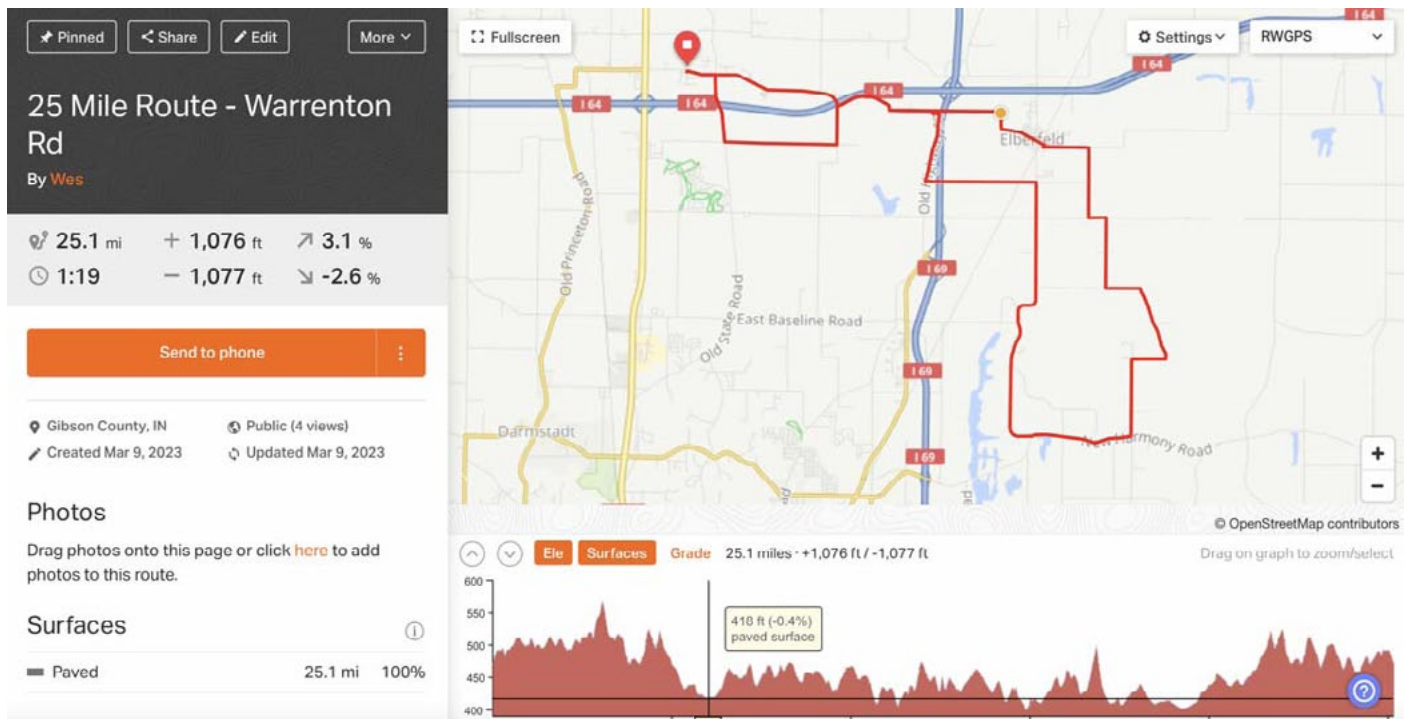 Pinned
Share
Edit
More
25 Mile Route - Warrenton
Rd
By Wes
25.1 mi
+ 1,076 ft
3.1 %
1:19
− 1,077 ft
-2.6 %
Send to phone
Gibson County, IN
Public (4 views)
Created Mar 9, 2023
Updated Mar 9, 2023
Photos
Drag photos onto this page or click here to add
photos to this route.
Surfaces
Paved 25.1 mi 100%
Fullscreen
Settings
RWGPS
I 64
I 64
I 64
I 64
I 64
Elberfeld
Old Princeton Road
Old State Road
East Baseline Road
I 69
I 69
I 69
Darmstadt
New Harmony Road
+
−
© OpenStreetMap contributors
Ele
Surfaces
Grade
25.1 miles · +1,076 ft / -1,077 ft
Drag on graph to zoom/select
600
550
500
450
400
418 ft (-0.4%)
paved surface
?